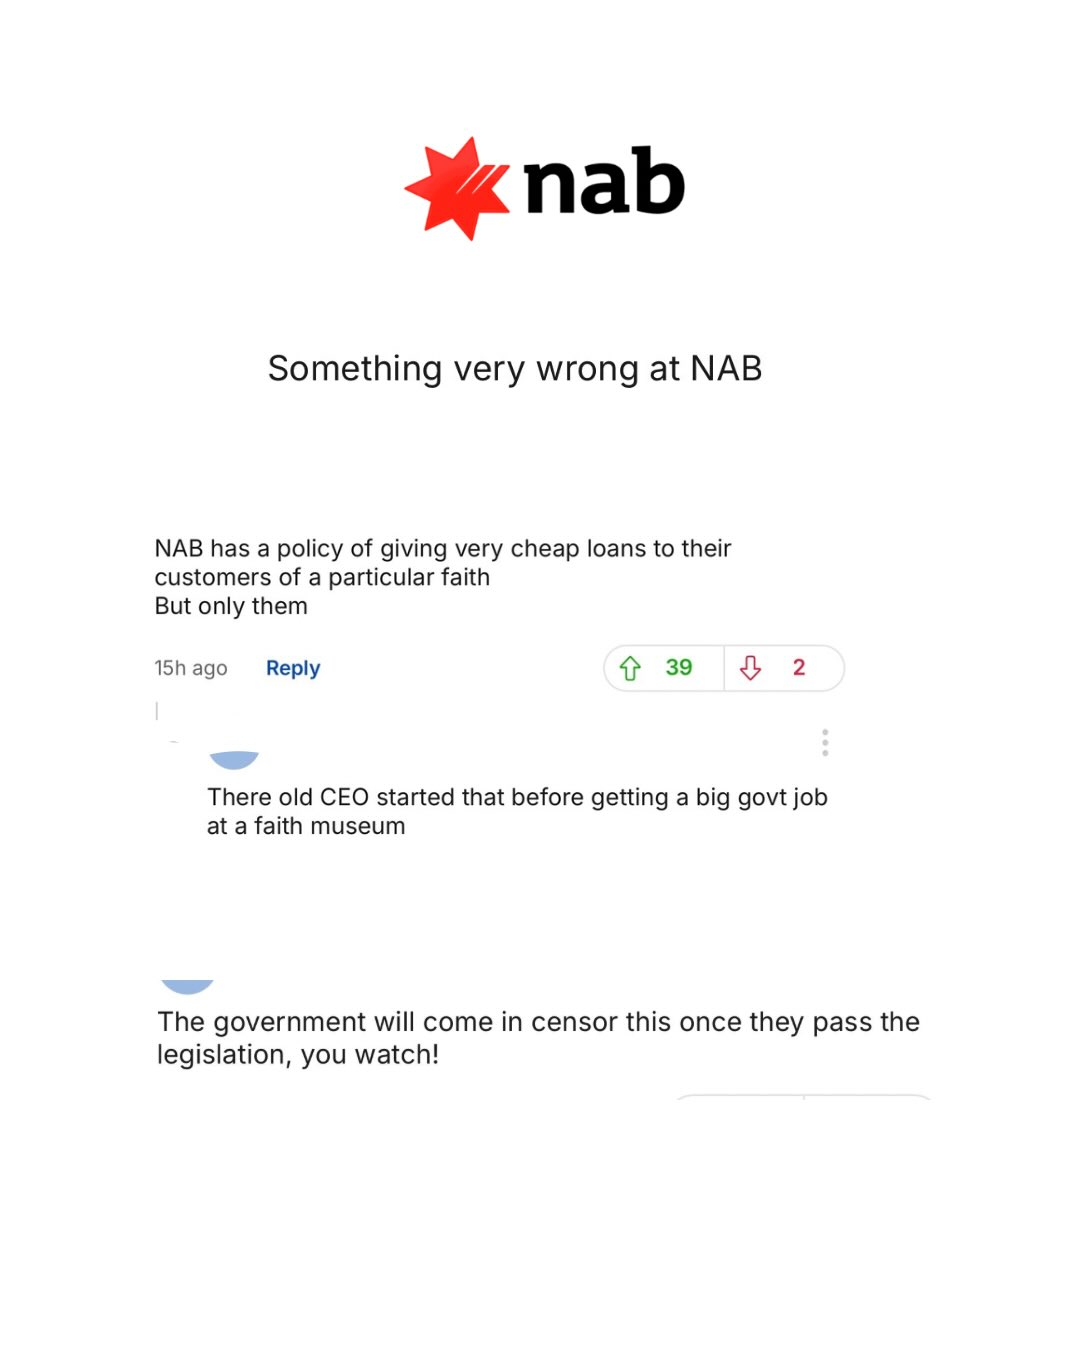 nab
Something very wrong at NAB
NAB has a policy of giving very cheap loans to their
customers of a particular faith
But only them
15h ago Reply 39 2
There old CEO started that before getting a big govt job
at a faith museum
The government will come in censor this once they pass the
legislation, you watch!